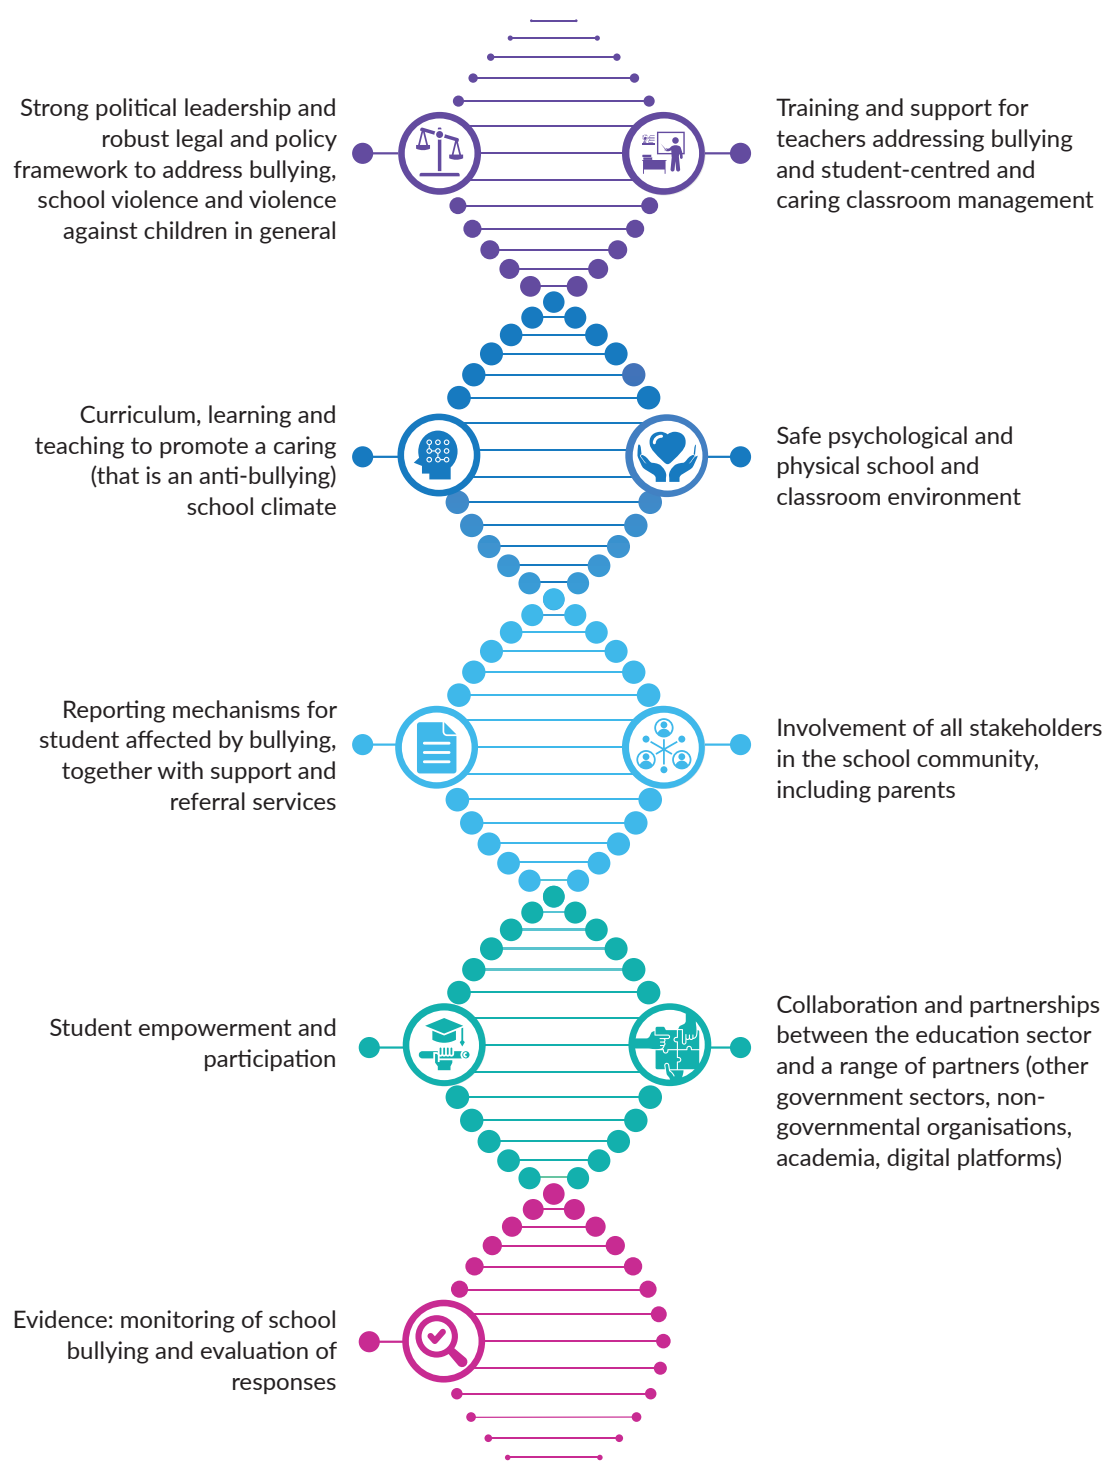 Strong political leadership and
robust legal and policy
framework to address bullying,
school violence and violence
against children in general
Training and support for
teachers addressing bullying
and student-centred and
caring classroom management
Curriculum, learning and
teaching to promote a caring
(that is an anti-bullying)
school climate
Safe psychological and
physical school and
classroom environment
Reporting mechanisms for
student affected by bullying,
together with support and
referral services
Involvement of all stakeholders
in the school community,
including parents
Student empowerment and
participation
Collaboration and partnerships
between the education sector
and a range of partners (other
government sectors, non-
governmental organisations,
academia, digital platforms)
Evidence: monitoring of school
bullying and evaluation of
responses